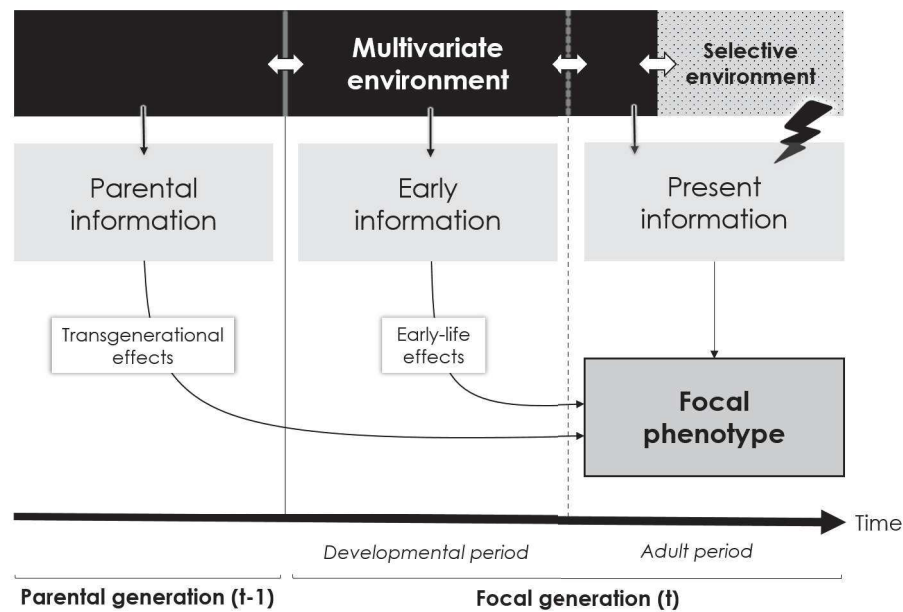 Multivariate
environment
Selective
environment
Parental
information
Early
information
Present
information
Transgenerational
effects
Early-life
effects
Focal
phenotype
Time
Developmental period
Adult period
Parental generation (t-1)
Focal generation (t)